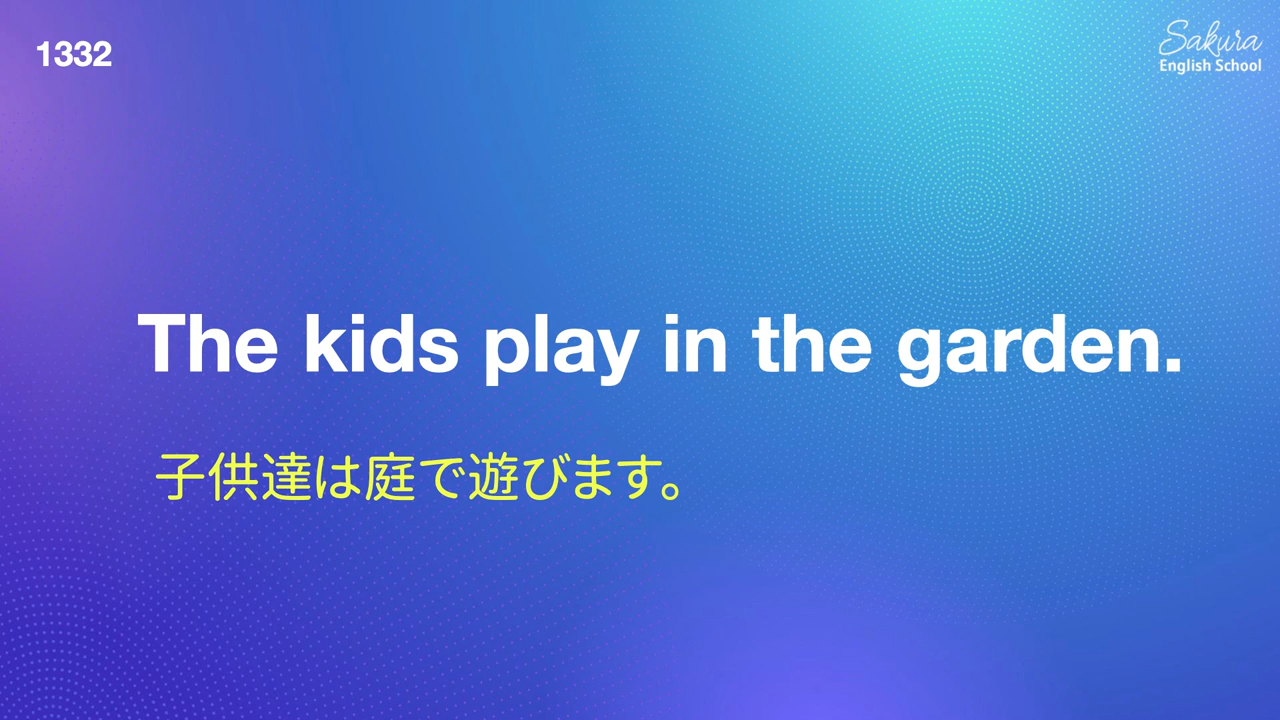 1332
Sakura
English School
The kids play in the garden.
子供達は庭で遊びます。